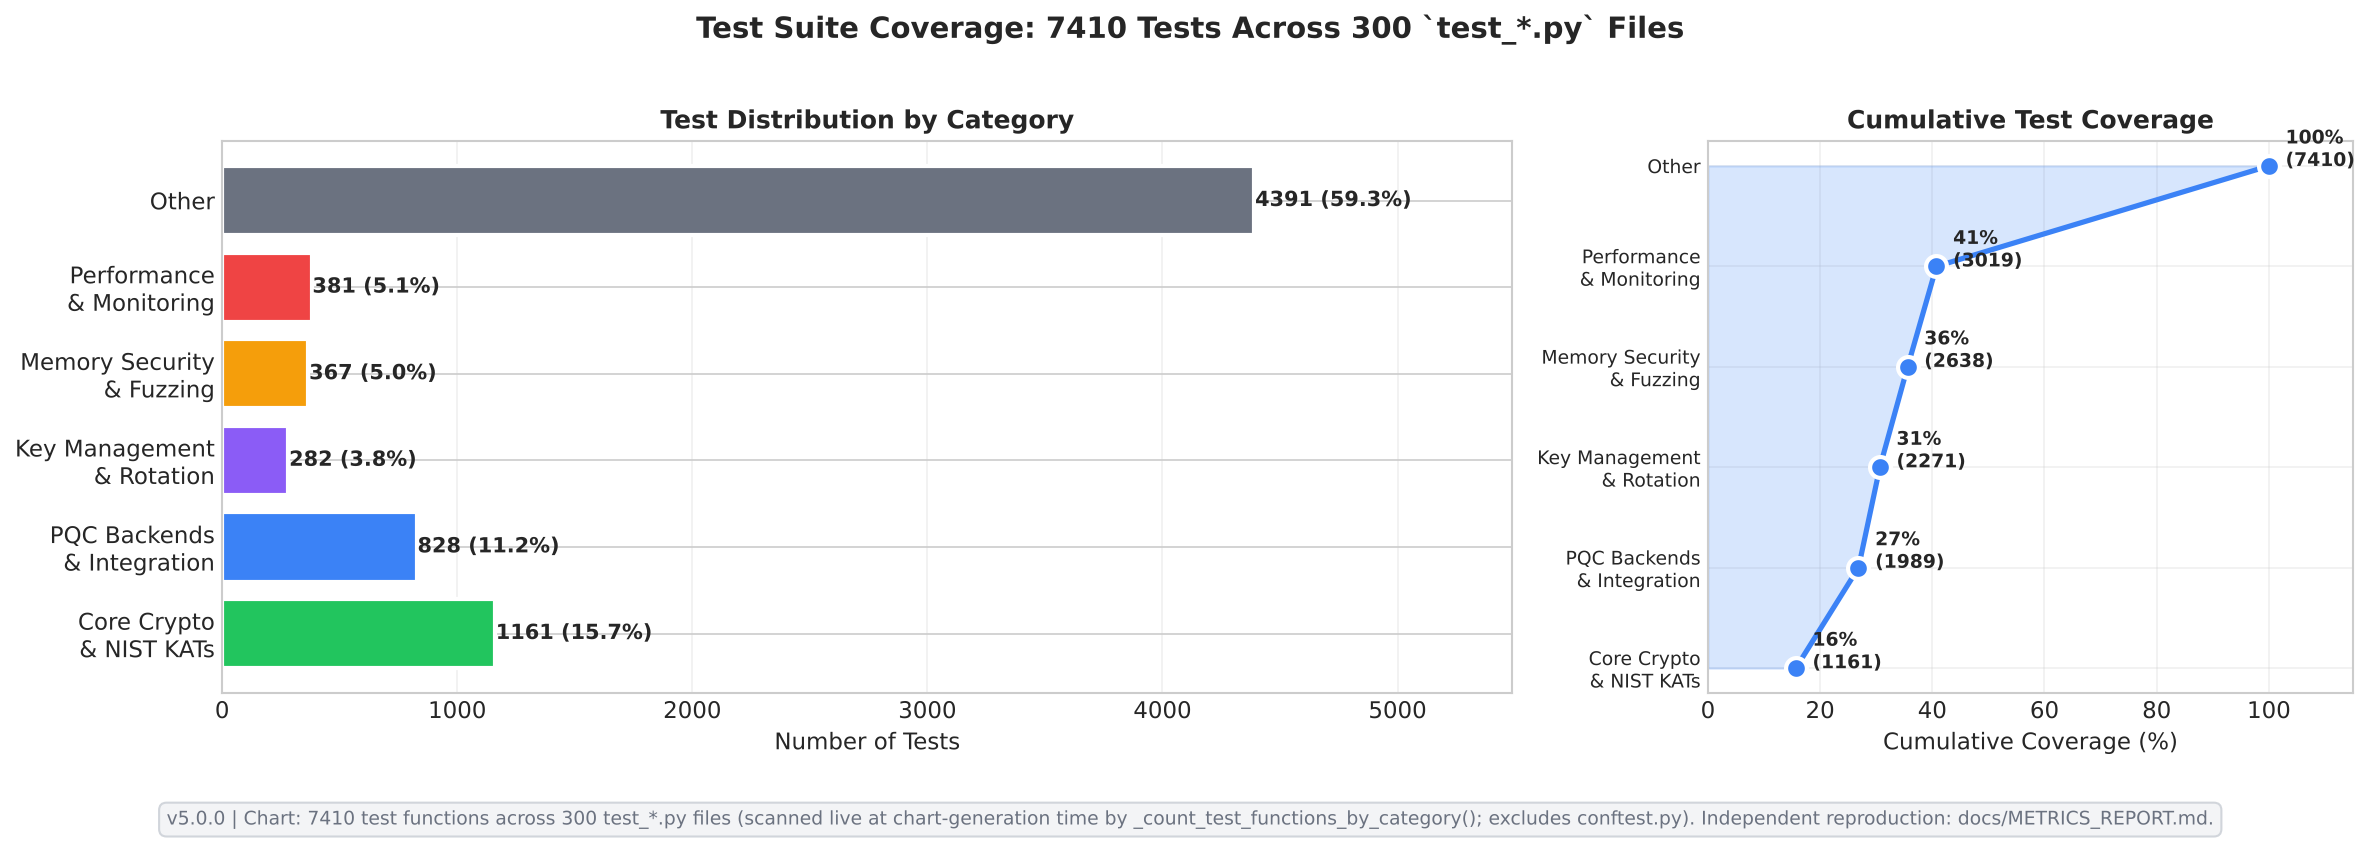 Test Suite Coverage: 7410 Tests Across 300 `test_*.py` Files
Test Distribution by Category
Other
4391 (59.3%)
Performance
& Monitoring
381 (5.1%)
Memory Security
& Fuzzing
367 (5.0%)
Key Management
& Rotation
282 (3.8%)
PQC Backends
& Integration
828 (11.2%)
Core Crypto
& NIST KATs
1161 (15.7%)
0 1000 2000 3000 4000 5000
Number of Tests
Cumulative Test Coverage
Other
100%
(7410)
Performance
& Monitoring
41%
(3019)
Memory Security
& Fuzzing
36%
(2638)
Key Management
& Rotation
31%
(2271)
PQC Backends
& Integration
27%
(1989)
Core Crypto
& NIST KATs
16%
(1161)
0 20 40 60 80 100
Cumulative Coverage (%)
v5.0.0 | Chart: 7410 test functions across 300 test_*.py files (scanned live at chart-generation time by _count_test_functions_by_category(); excludes conftest.py). Independent reproduction: docs/METRICS_REPORT.md.